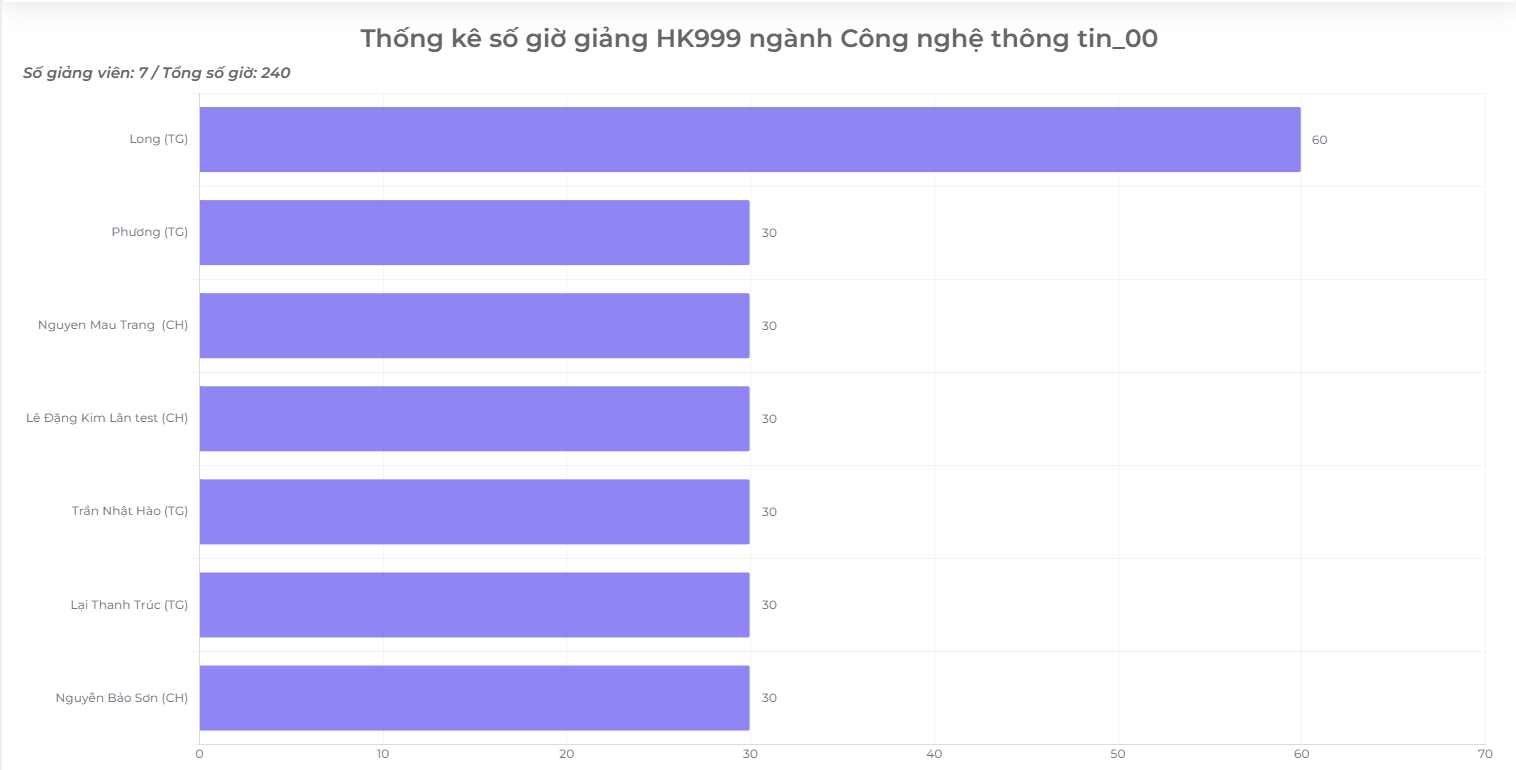 Thống kê số giờ giảng HK999 ngành Công nghệ thông tin_00
Số giảng viên: 7 / Tổng số giờ: 240
Long (TG)
60
Phương (TG)
30
Nguyen Mau Trang  (CH)
30
Lê Đặng Kim Lân test (CH)
30
Trần Nhật Hào (TG)
30
Lại Thanh Trúc (TG)
30
Nguyễn Bảo Sơn (CH)
30
0 10 20 30 40 50 60 70